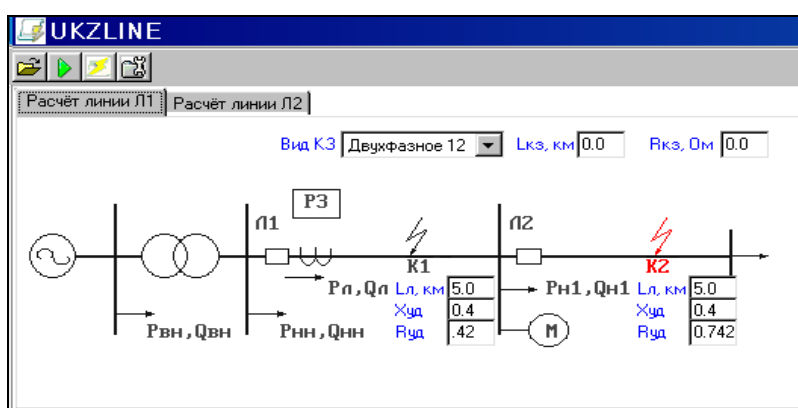 UKZLINE
Расчёт линии Л1 Расчёт линии Л2
Вид КЗ Двухфазное 12 Lкз, км 0.0 Rкз, Ом 0.0
РЗ
Л1 Л2
К1 К2
Pл,Qл Lл, км 5.0 Pн1,Qн1 Lл, км 5.0
Xуд 0.4 Xуд 0.4
Pвн,Qвн Pнн,Qнн Rуд .42 М Rуд 0.742